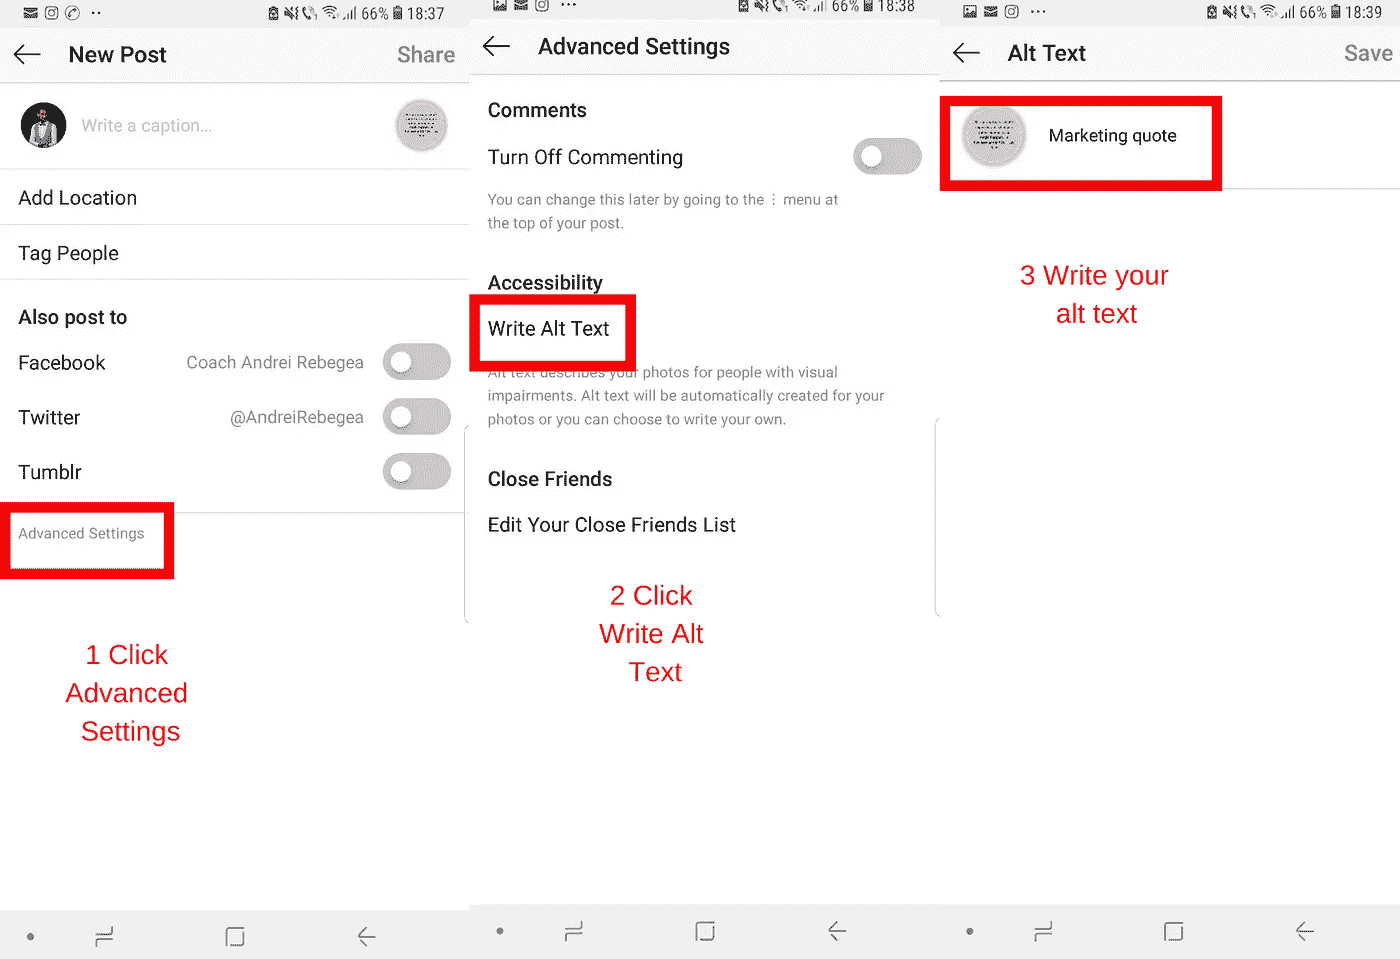 66% 18:37
New Post
Share
Write a caption...
Add Location
Tag People
Also post to
Facebook Coach Andrei Rebegea
Twitter @AndreiRebegea
Tumblr
Advanced Settings
1 Click
Advanced
Settings
66% 18:38
Advanced Settings
Comments
Turn Off Commenting
You can change this later by going to the ⋮ menu at
the top of your post.
Accessibility
Write Alt Text
Alt text describes your photos for people with visual
impairments. Alt text will be automatically created for your
photos or you can choose to write your own.
Close Friends
Edit Your Close Friends List
2 Click
Write Alt
Text
66% 18:39
Alt Text
Save
Marketing quote
3 Write your
alt text